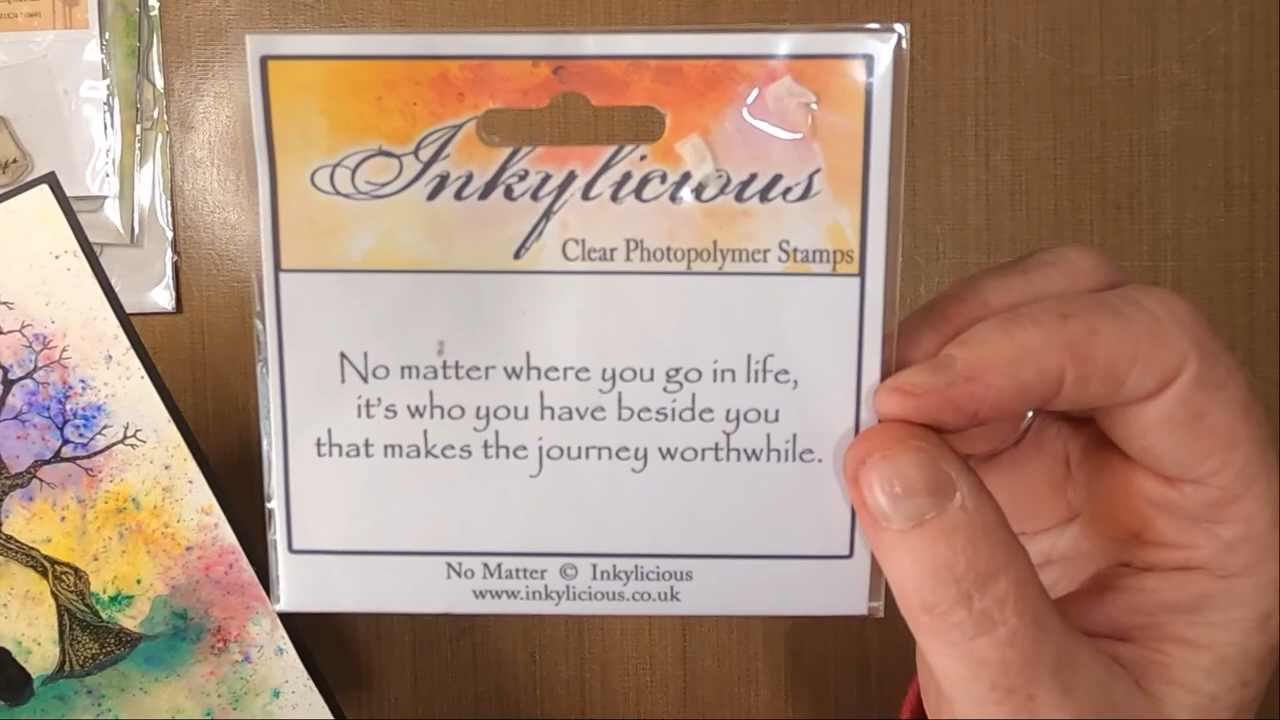 Inkylicious
Clear Photopolymer Stamps
No matter where you go in life,
it's who you have beside you
that makes the journey worthwhile.
No Matter © Inkylicious
www.inkylicious.co.uk